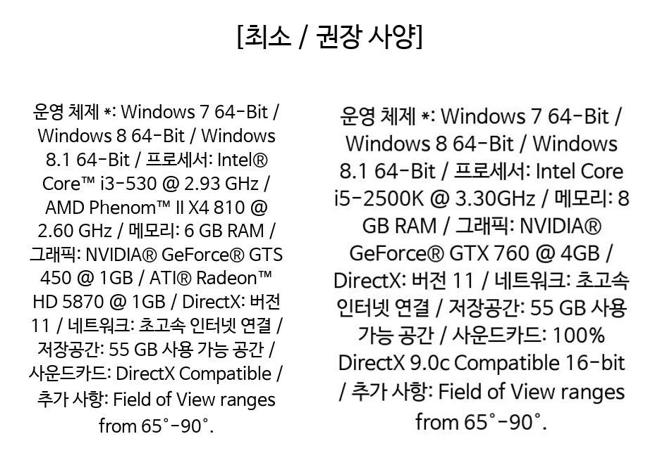 [최소 / 권장 사양]
운영 체제 *: Windows 7 64-Bit /
Windows 8 64-Bit / Windows
8.1 64-Bit / 프로세서: Intel®
Core™ i3-530 @ 2.93 GHz /
AMD Phenom™ II X4 810 @
2.60 GHz / 메모리: 6 GB RAM /
그래픽: NVIDIA® GeForce® GTS
450 @ 1GB / ATI® Radeon™
HD 5870 @ 1GB / DirectX: 버전
11 / 네트워크: 초고속 인터넷 연결 /
저장공간: 55 GB 사용 가능 공간 /
사운드카드: DirectX Compatible /
추가 사항: Field of View ranges
from 65°-90°.
운영 체제 *: Windows 7 64-Bit /
Windows 8 64-Bit / Windows
8.1 64-Bit / 프로세서: Intel Core
i5-2500K @ 3.30GHz / 메모리: 8
GB RAM / 그래픽: NVIDIA®
GeForce® GTX 760 @ 4GB /
DirectX: 버전 11 / 네트워크: 초고속
인터넷 연결 / 저장공간: 55 GB 사용
가능 공간 / 사운드카드: 100%
DirectX 9.0c Compatible 16-bit
/ 추가 사항: Field of View ranges
from 65°-90°.